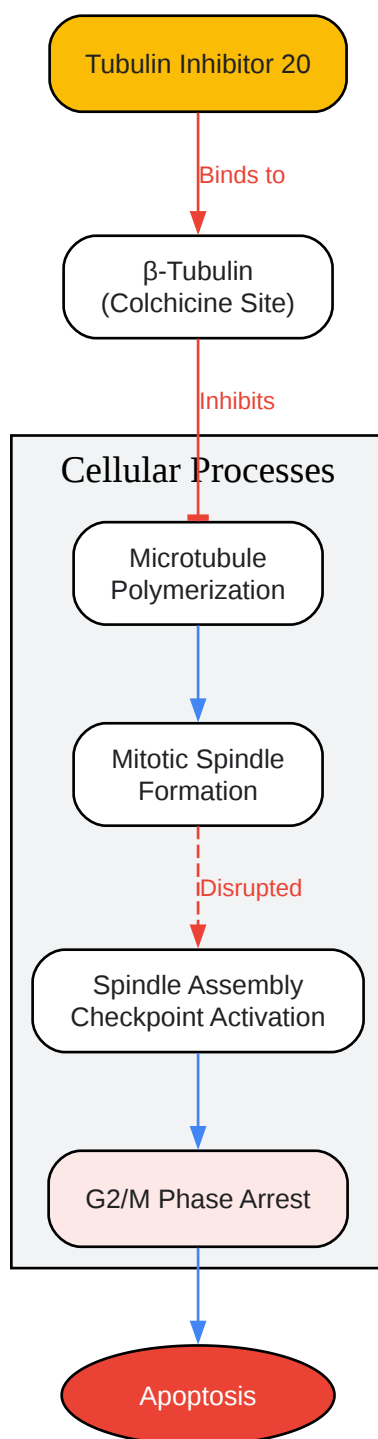 Tubulin Inhibitor 20
Binds to
β-Tubulin
(Colchicine Site)
Inhibits
Cellular Processes
Microtubule
Polymerization
Mitotic Spindle
Formation
Disrupted
Spindle Assembly
Checkpoint Activation
G2/M Phase Arrest
Apoptosis